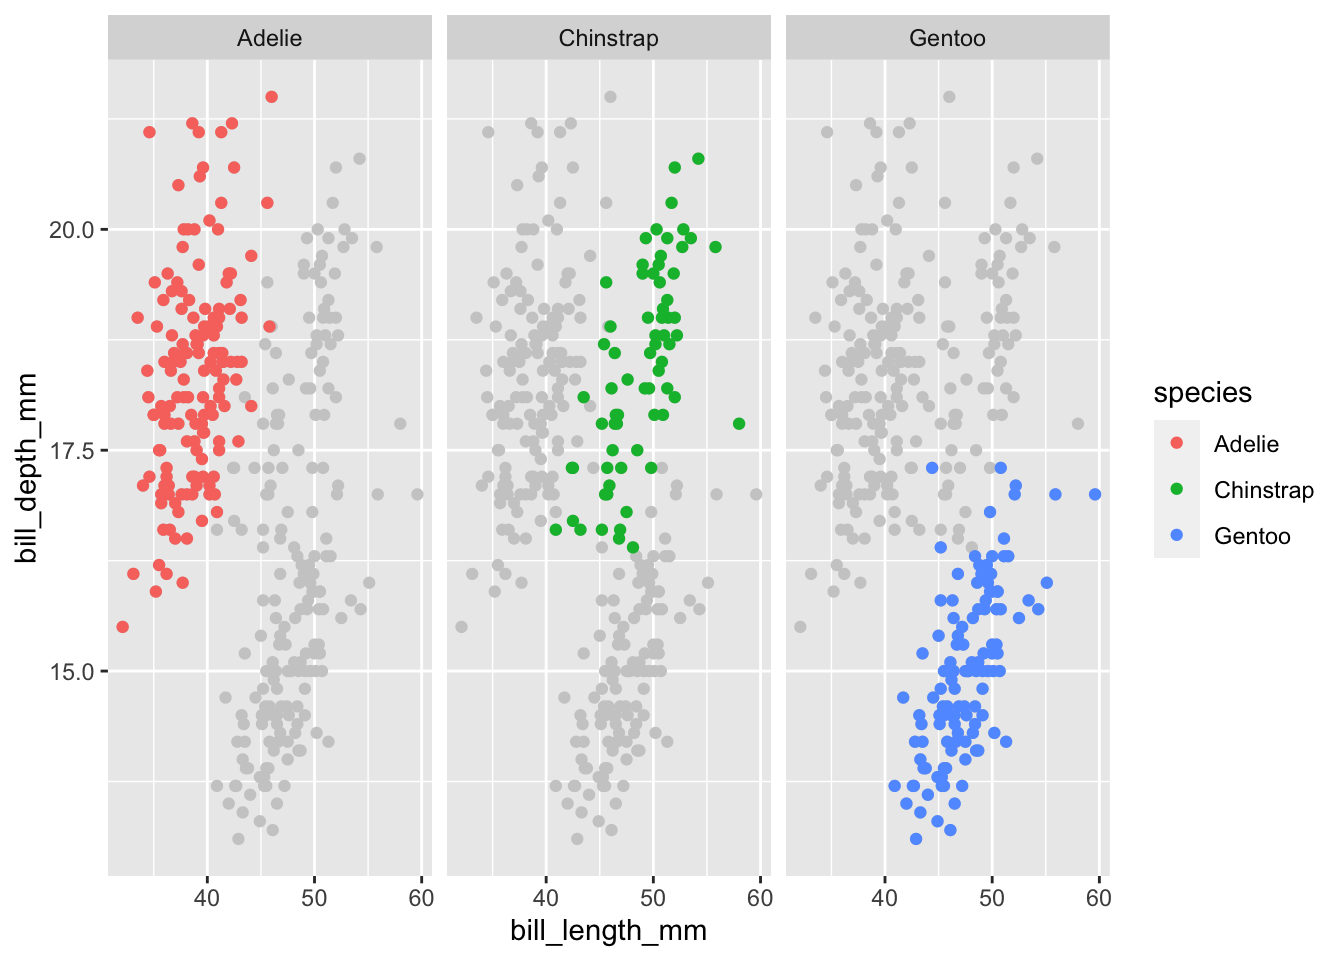 Adelie
Chinstrap
Gentoo
20.0
17.5
15.0
bill_depth_mm
40 50 60
40 50 60
40 50 60
bill_length_mm
species
Adelie
Chinstrap
Gentoo